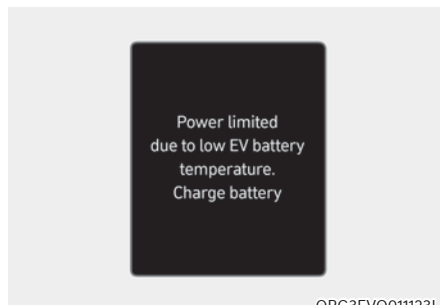 Power limited
due to low EV battery
temperature.
Charge battery